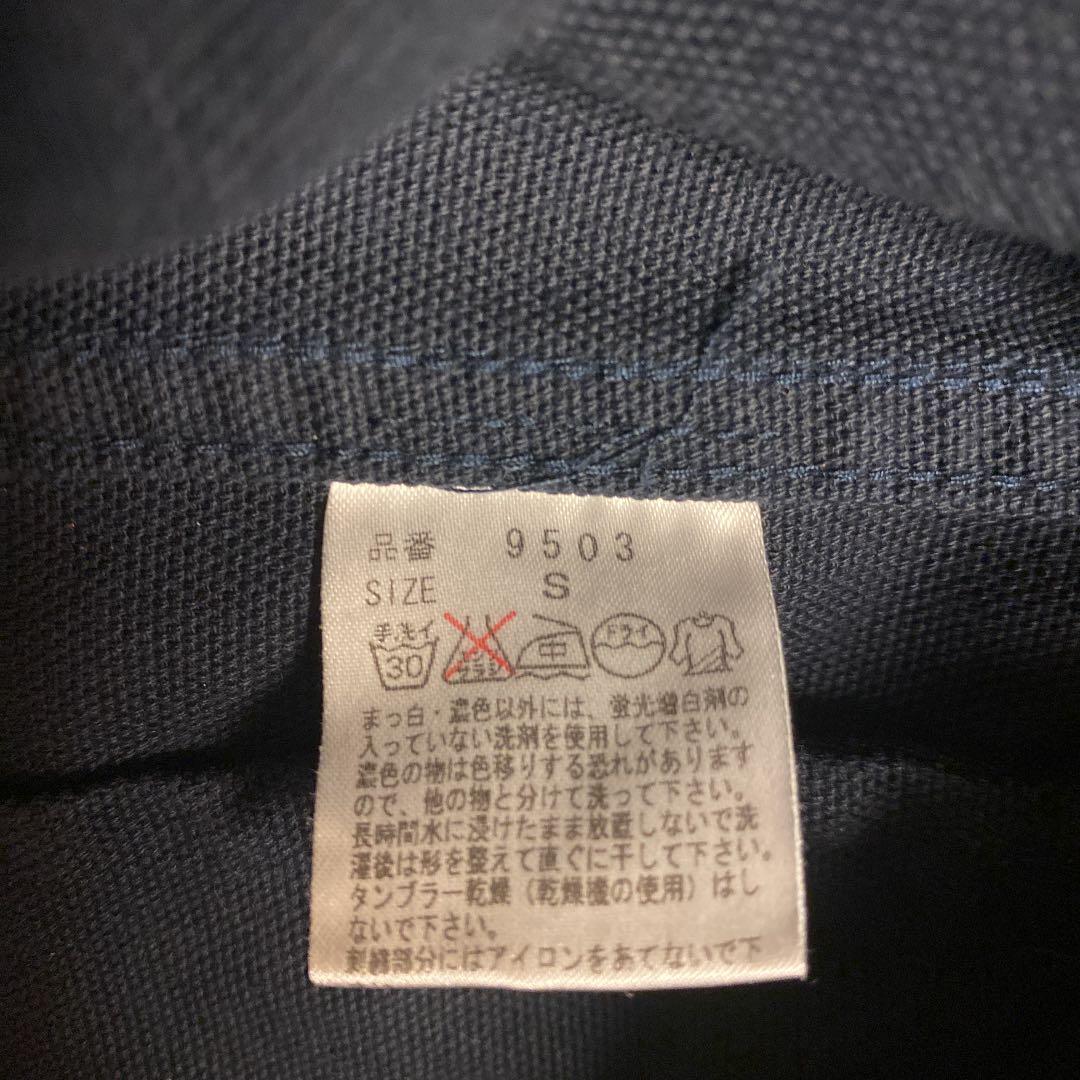 品番 9503
SIZE S
手洗イ 30 エンソサラシ 中 ドライ
まっ白・濃色以外には、蛍光増白剤の
入っていない洗剤を使用して下さい。
濃色の物は色移りする恐れがあります
ので、他の物と分けて洗って下さい。
長時間水に浸けたまま放置しないで洗
濯後は形を整えて直ぐに干して下さい。
タンブラー乾燥（乾燥機の使用）はし
ないで下さい。
刺繍部分にはアイロンをあてないで下